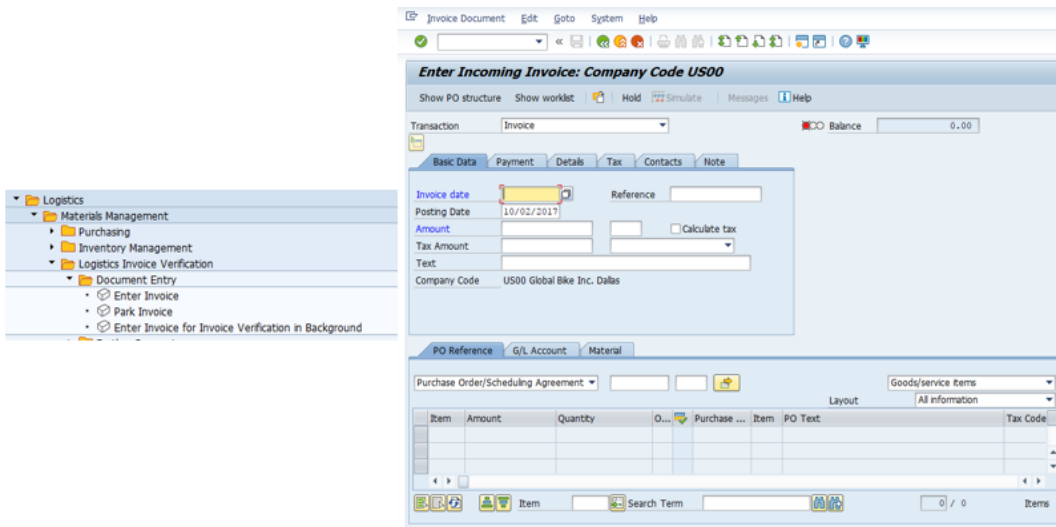 Logistics
Materials Management
Purchasing
Inventory Management
Logistics Invoice Verification
Document Entry
Enter Invoice
Park Invoice
Enter Invoice for Invoice Verification in Background
Invoice Document Edit Goto System Help
Enter Incoming Invoice: Company Code US00
Show PO structure Show worklist Hold Simulate Messages Help
Transaction Invoice Balance 0.00
Basic Data Payment Details Tax Contacts Note
Invoice date Reference
Posting Date 10/02/2017
Amount Calculate tax
Tax Amount
Text
Company Code US00 Global Bike Inc. Dallas
PO Reference G/L Account Material
Purchase Order/Scheduling Agreement Goods/service items
Layout All information
Item Amount Quantity O... Purchase ... Item PO Text Tax Code
Item Search Term 0 / 0 Items